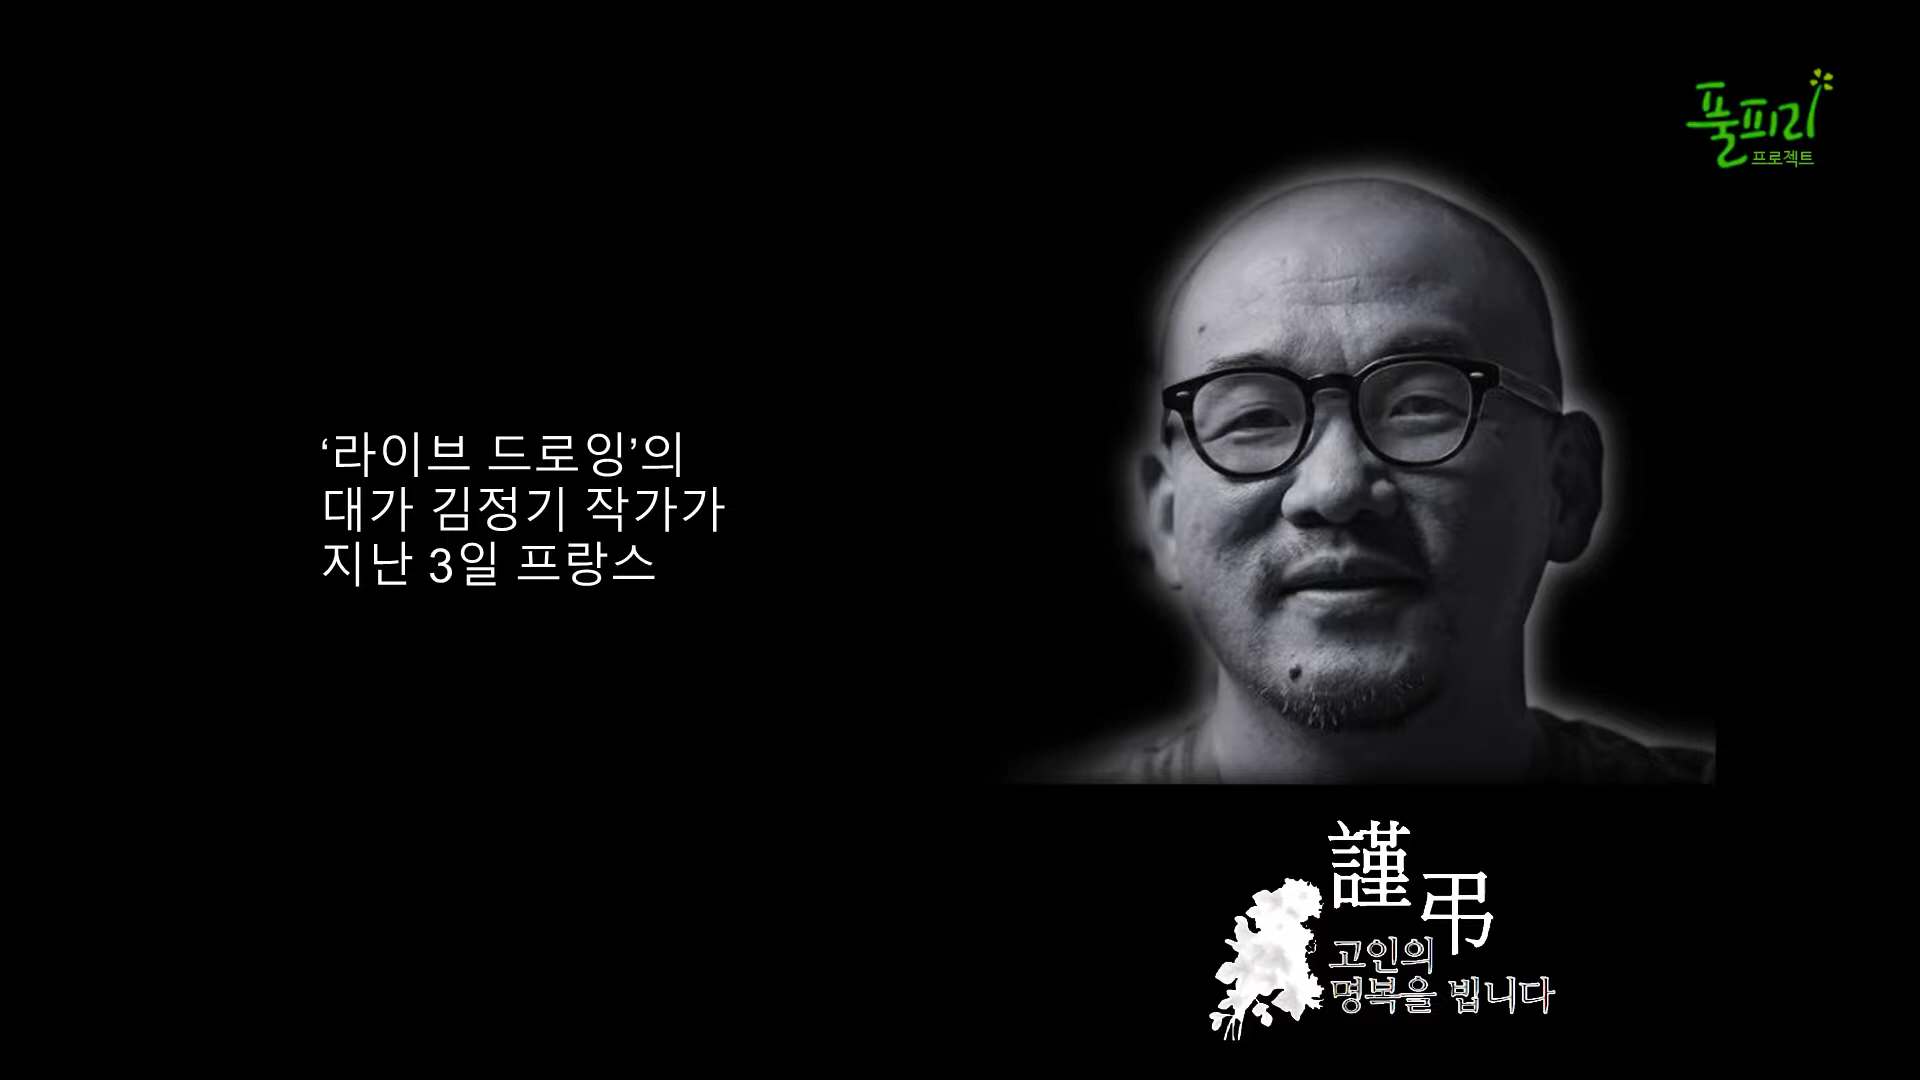 풀피리
프로젝트
‘라이브 드로잉’의
대가 김정기 작가가
지난 3일 프랑스
謹
弔
고인의
명복을 빕니다